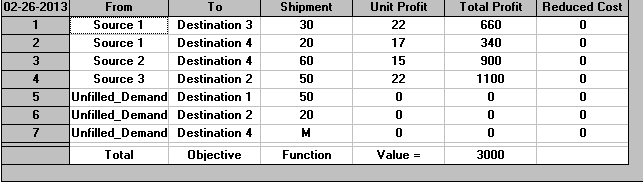 02-26-2013 From To Shipment Unit Profit Total Profit Reduced Cost
1 Source 1 Destination 3 30 22 660 0
2 Source 1 Destination 4 20 17 340 0
3 Source 2 Destination 4 60 15 900 0
4 Source 3 Destination 2 50 22 1100 0
5 Unfilled_Demand Destination 1 50 0 0 0
6 Unfilled_Demand Destination 2 20 0 0 0
7 Unfilled_Demand Destination 4 M 0 0 0
Total Objective Function Value = 3000